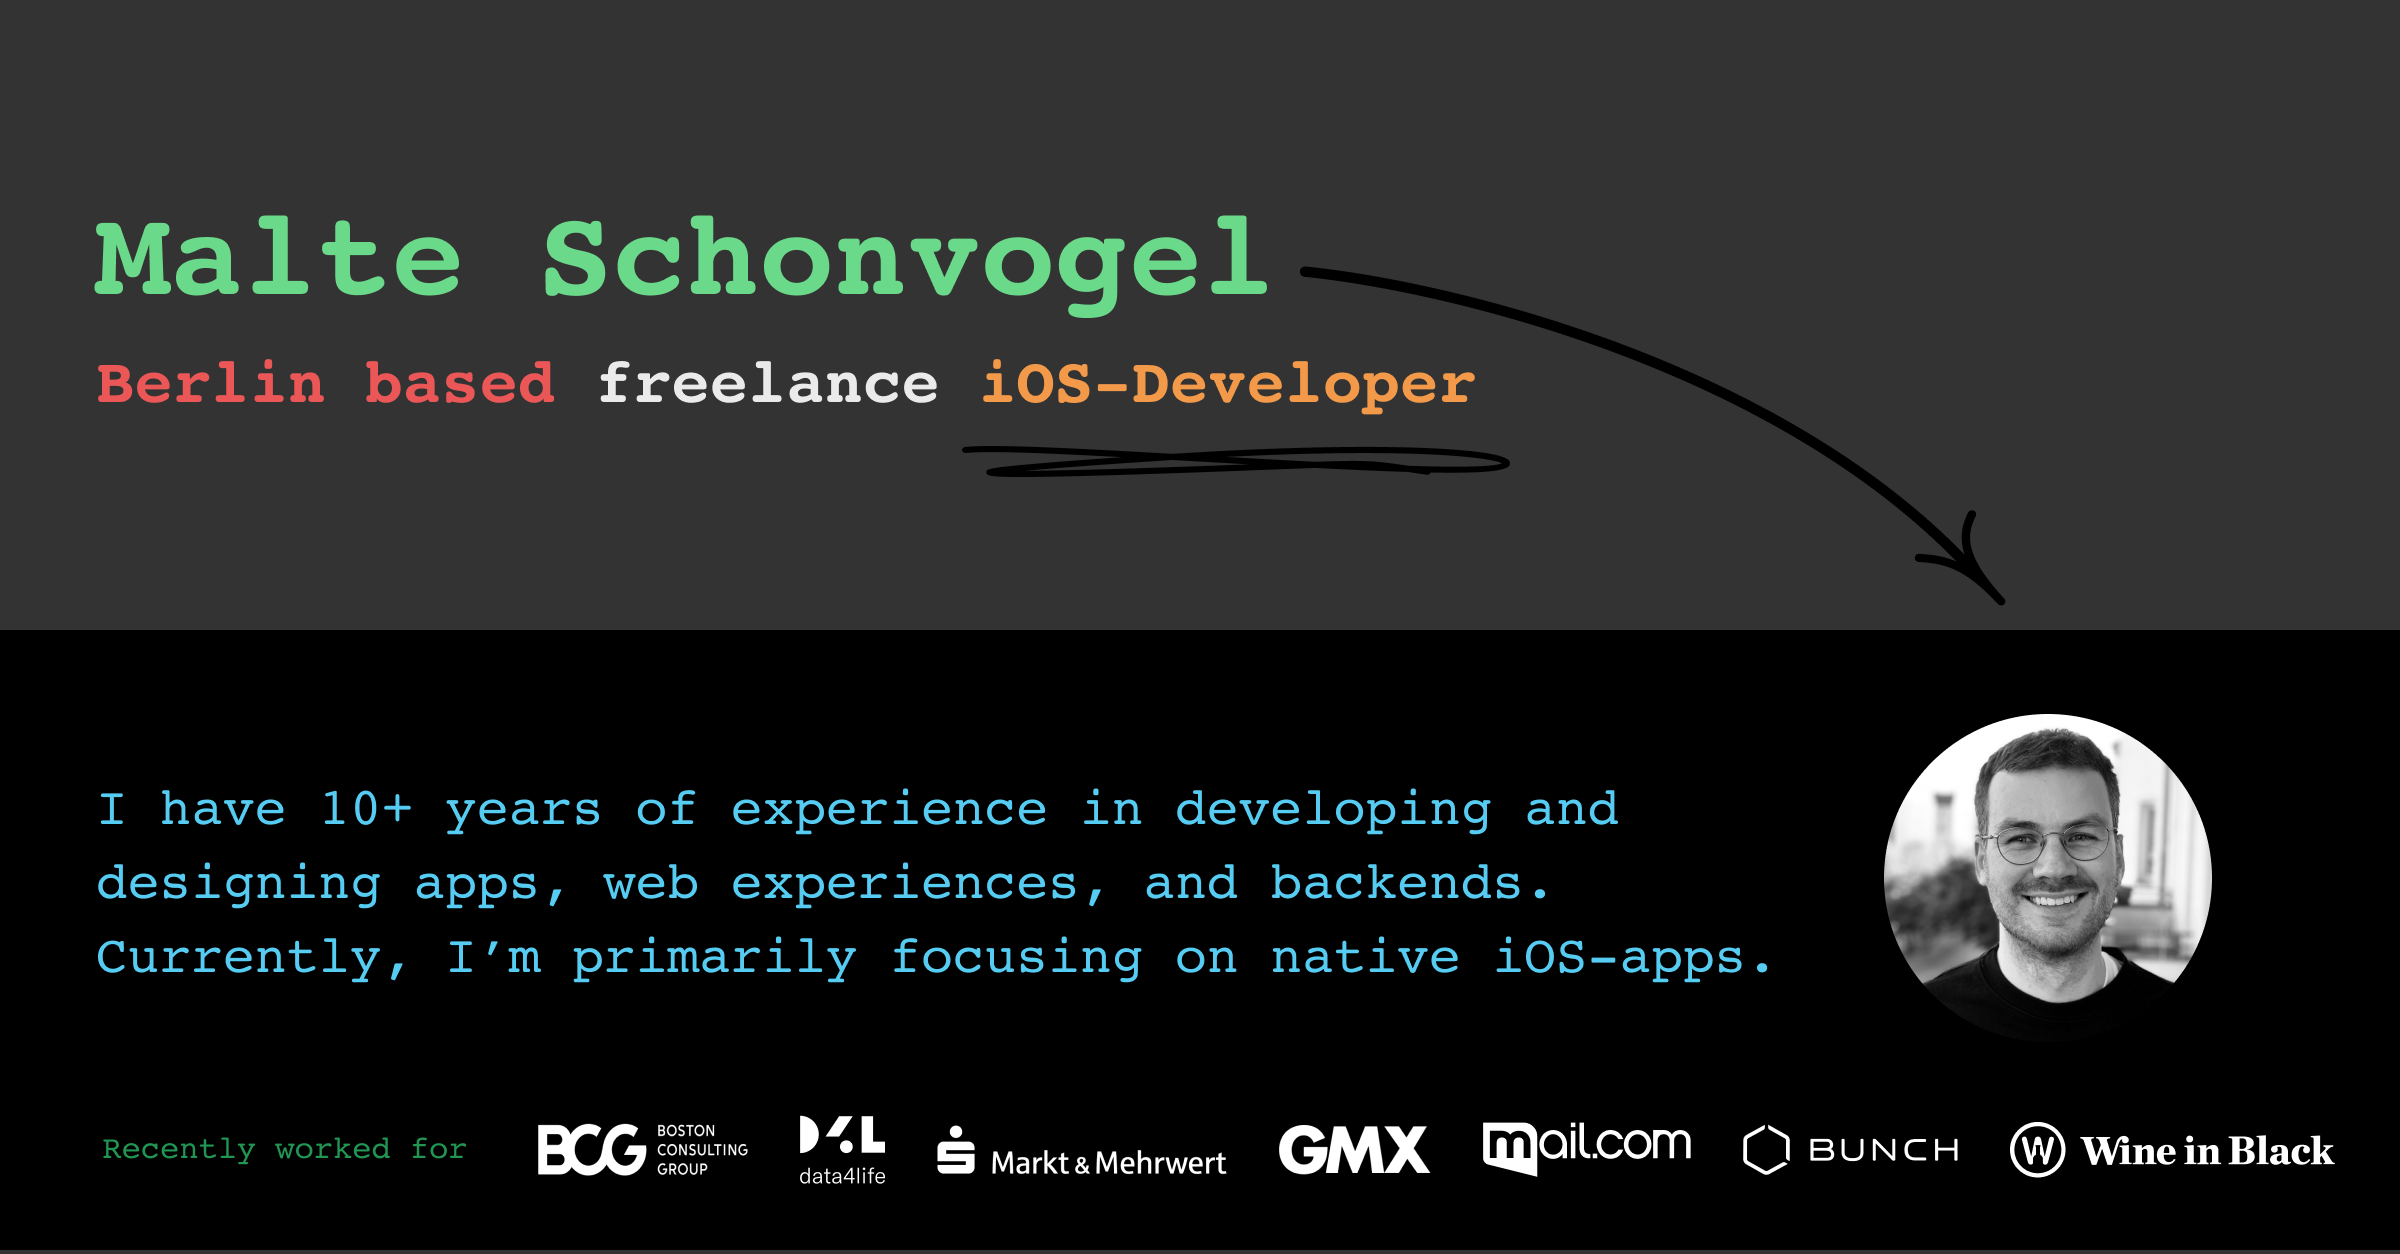 Malte Schonvogel
Berlin based freelance iOS-Developer
I have 10+ years of experience in developing and
designing apps, web experiences, and backends.
Currently, I’m primarily focusing on native iOS-apps.
Recently worked for
BCG
BOSTON
CONSULTING
GROUP
D4L
data4life
Markt & Mehrwert
GMX
mail.com
BUNCH
W
Wine in Black